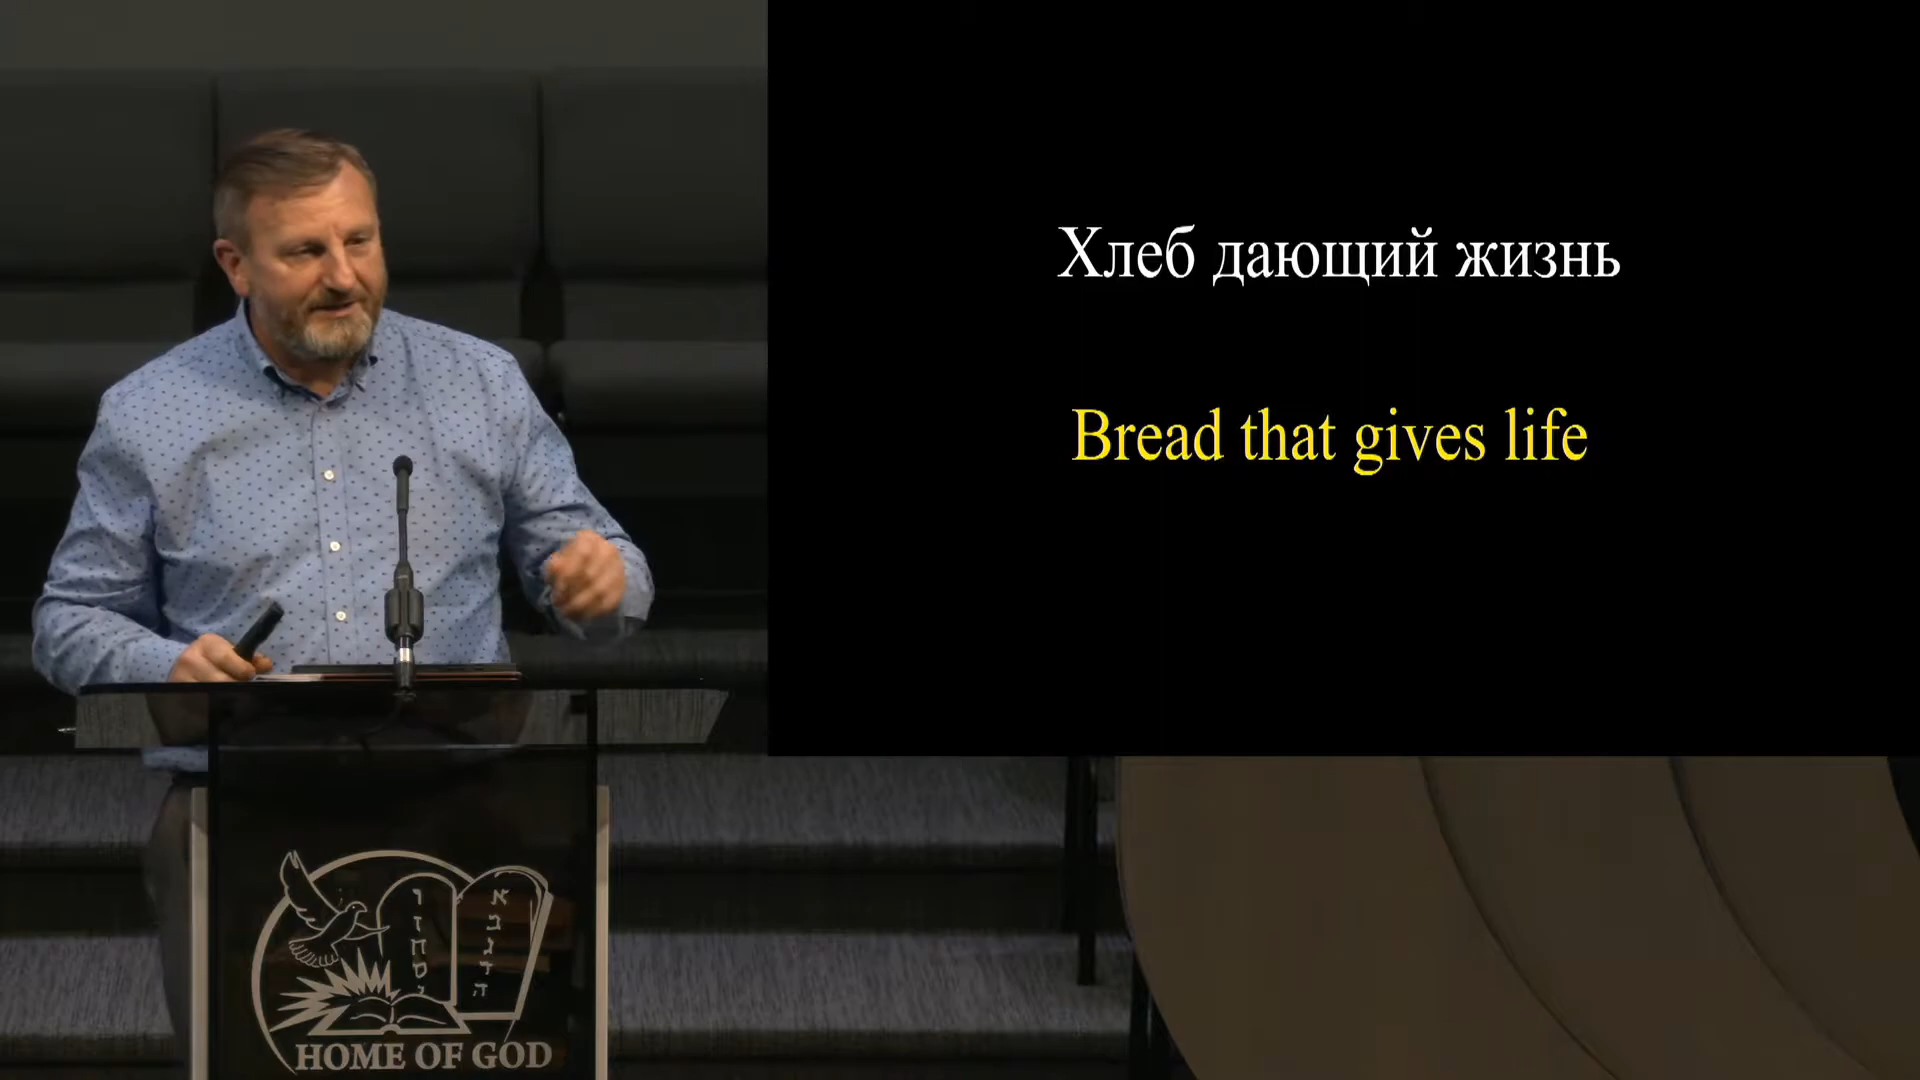 Хлеб дающий жизнь
Bread that gives life
ו א
ז ב
ח ג
ט ד
י ה
HOME OF GOD